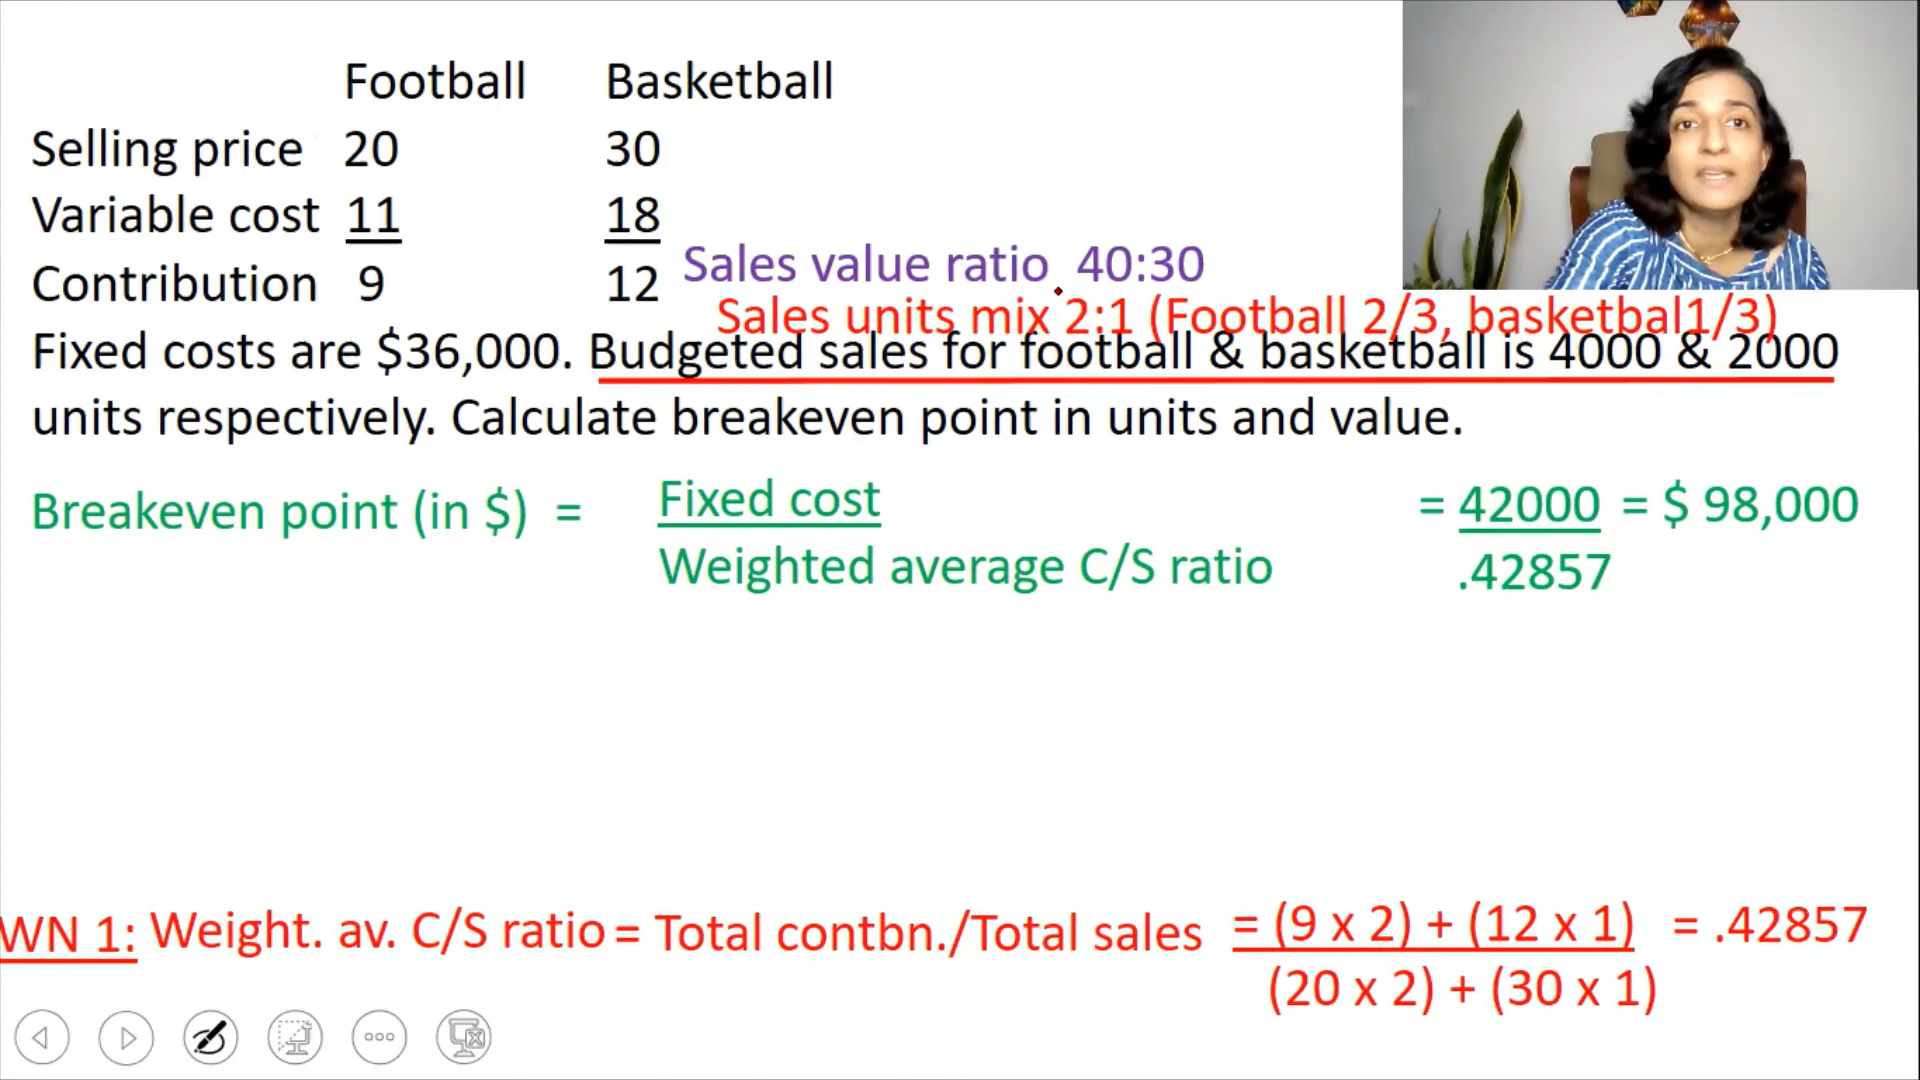 Football Basketball
Selling price 20 30
Variable cost 11 18
Contribution 9 12
Sales value ratio 40:30
Sales units mix 2:1 (Football 2/3, basketbal1/3)
Fixed costs are $36,000. Budgeted sales for football & basketball is 4000 & 2000
units respectively. Calculate breakeven point in units and value.
Breakeven point (in $) = Fixed cost = 42000 = $ 98,000
Weighted average C/S ratio .42857
WN 1: Weight. av. C/S ratio = Total contbn./Total sales = (9 x 2) + (12 x 1) = .42857
(20 x 2) + (30 x 1)